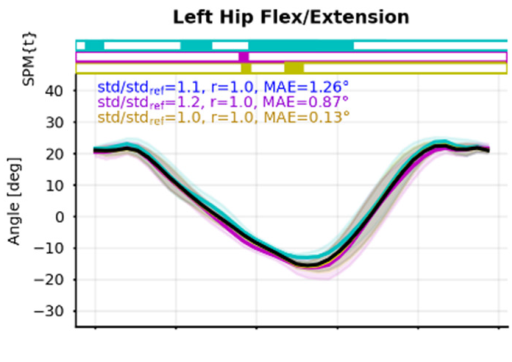 Left Hip Flex/Extension
SPM{t}
std/std_ref=1.1, r=1.0, MAE=1.26°
std/std_ref=1.2, r=1.0, MAE=0.87°
std/std_ref=1.0, r=1.0, MAE=0.13°
Angle [deg]
40
30
20
10
0
−10
−20
−30